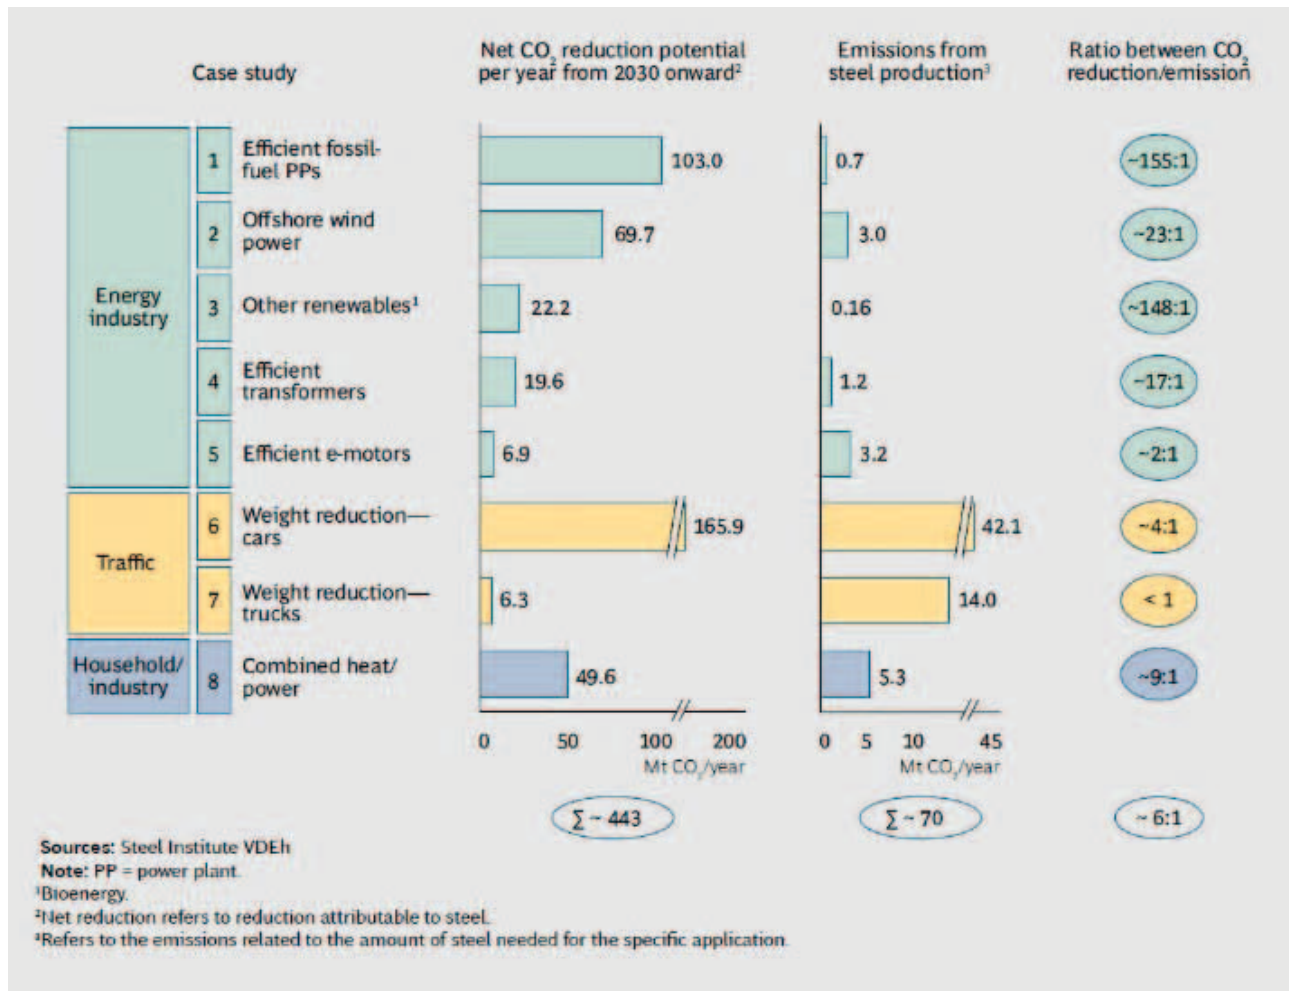 Case study
Net CO₂ reduction potential
per year from 2030 onward²
Emissions from
steel production³
Ratio between CO₂
reduction/emission
Energy
industry
1
Efficient fossil-
fuel PPs
103.0
0.7
~155:1
2
Offshore wind
power
69.7
3.0
~23:1
3
Other renewables¹
22.2
0.16
~148:1
4
Efficient
transformers
19.6
1.2
~17:1
5
Efficient e-motors
6.9
3.2
~2:1
Traffic
6
Weight reduction—
cars
165.9
42.1
~4:1
7
Weight reduction—
trucks
6.3
14.0
< 1
Household/
industry
8
Combined heat/
power
49.6
5.3
~9:1
0 50 100 200
Mt CO₂/year
0 5 10 45
Mt CO₂/year
∑ ~ 443
∑ ~ 70
~ 6:1
Sources: Steel Institute VDEh
Note: PP = power plant.
¹Bioenergy.
²Net reduction refers to reduction attributable to steel.
³Refers to the emissions related to the amount of steel needed for the specific application.